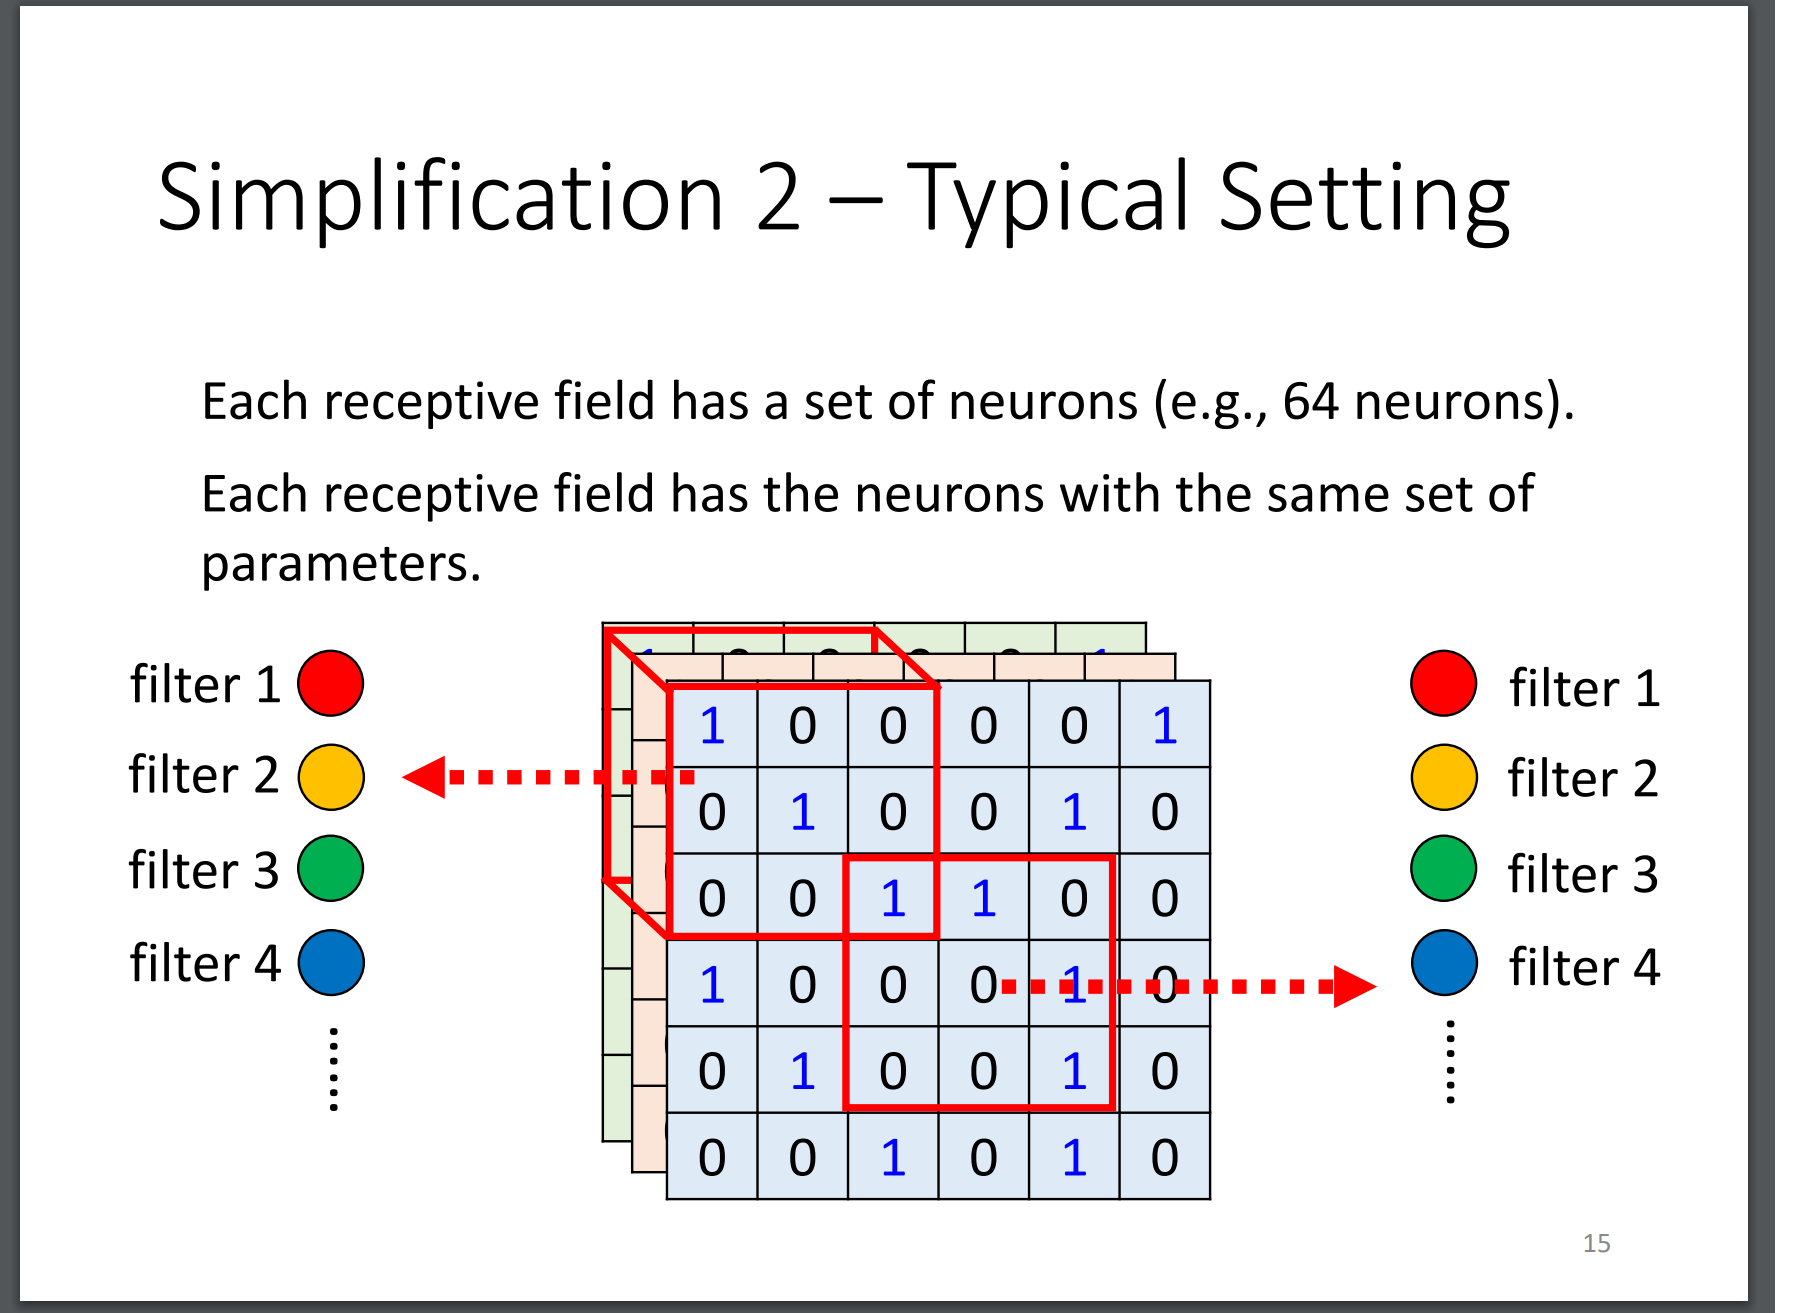 Simplification 2 – Typical Setting
Each receptive field has a set of neurons (e.g., 64 neurons).
Each receptive field has the neurons with the same set of
parameters.
filter 1
filter 2
filter 3
filter 4
......
1 0 0 0 0 1
0 1 0 0 1 0
0 0 1 1 0 0
1 0 0 0 1 0
0 1 0 0 1 0
0 0 1 0 1 0
filter 1
filter 2
filter 3
filter 4
......
15